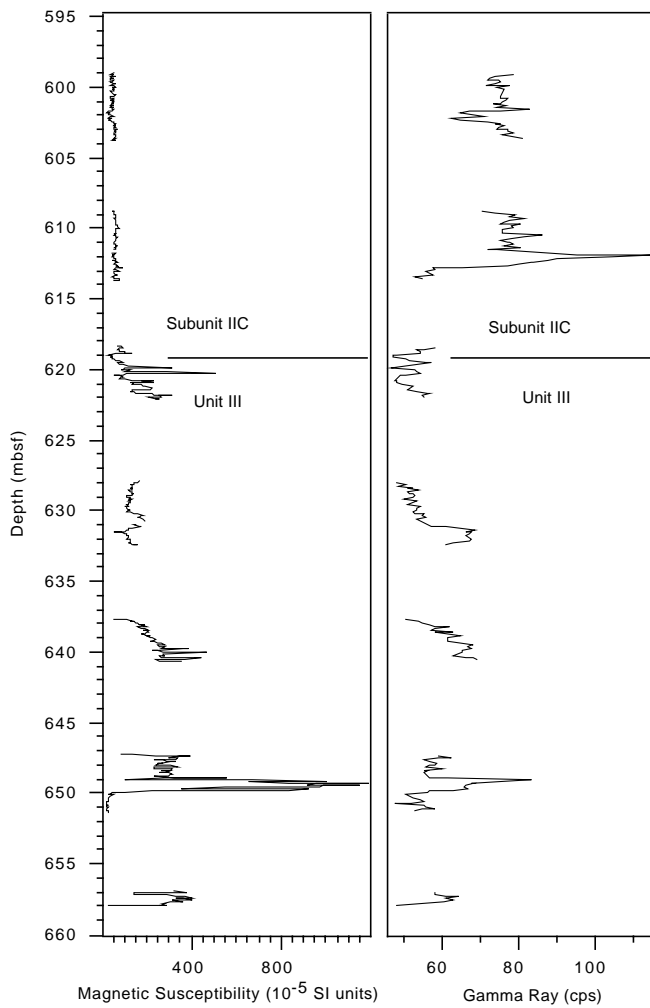 595
600
605
610
615
620
625
630
635
640
645
650
655
660
Depth (mbsf)
Subunit IIC
Unit III
Subunit IIC
Unit III
400 800
Magnetic Susceptibility (10⁻⁵ SI units)
60 80 100
Gamma Ray (cps)